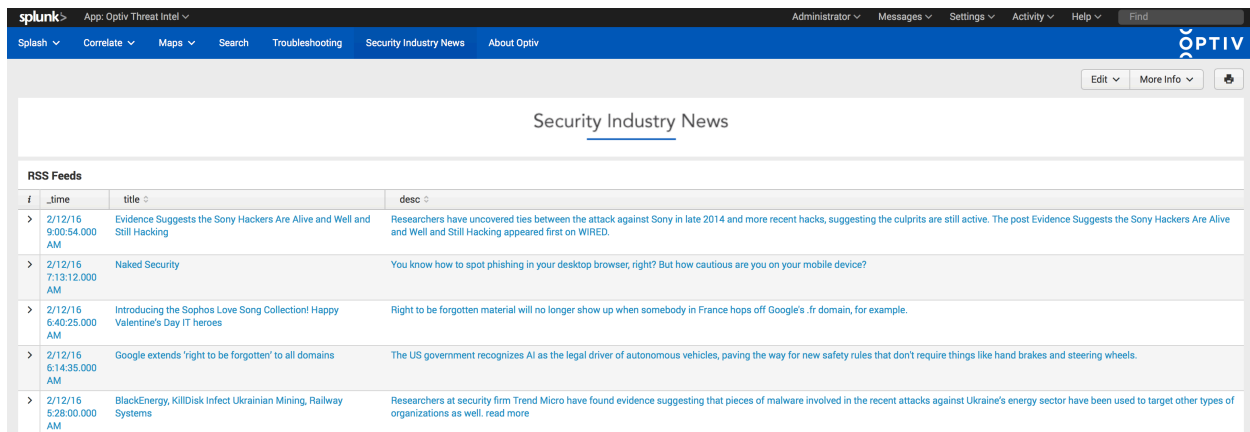 splunk> App: Optiv Threat Intel Administrator Messages Settings Activity Help Find
Splash Correlate Maps Search Troubleshooting Security Industry News About Optiv OPTIV
Edit More Info
Security Industry News
RSS Feeds
i _time title desc
2/12/16 Evidence Suggests the Sony Hackers Are Alive and Well and Researchers have uncovered ties between the attack against Sony in late 2014 and more recent hacks, suggesting the culprits are still active. The post Evidence Suggests the Sony Hackers Are Alive
9:00:54.000 Still Hacking and Well and Still Hacking appeared first on WIRED.
AM
2/12/16 Naked Security You know how to spot phishing in your desktop browser, right? But how cautious are you on your mobile device?
7:13:12.000
AM
2/12/16 Introducing the Sophos Love Song Collection! Happy Right to be forgotten material will no longer show up when somebody in France hops off Google's .fr domain, for example.
6:40:25.000 Valentine's Day IT heroes
AM
2/12/16 Google extends 'right to be forgotten' to all domains The US government recognizes AI as the legal driver of autonomous vehicles, paving the way for new safety rules that don't require things like hand brakes and steering wheels.
6:14:35.000
AM
2/12/16 BlackEnergy, KillDisk Infect Ukrainian Mining, Railway Researchers at security firm Trend Micro have found evidence suggesting that pieces of malware involved in the recent attacks against Ukraine's energy sector have been used to target other types of
5:28:00.000 Systems organizations as well. read more
AM